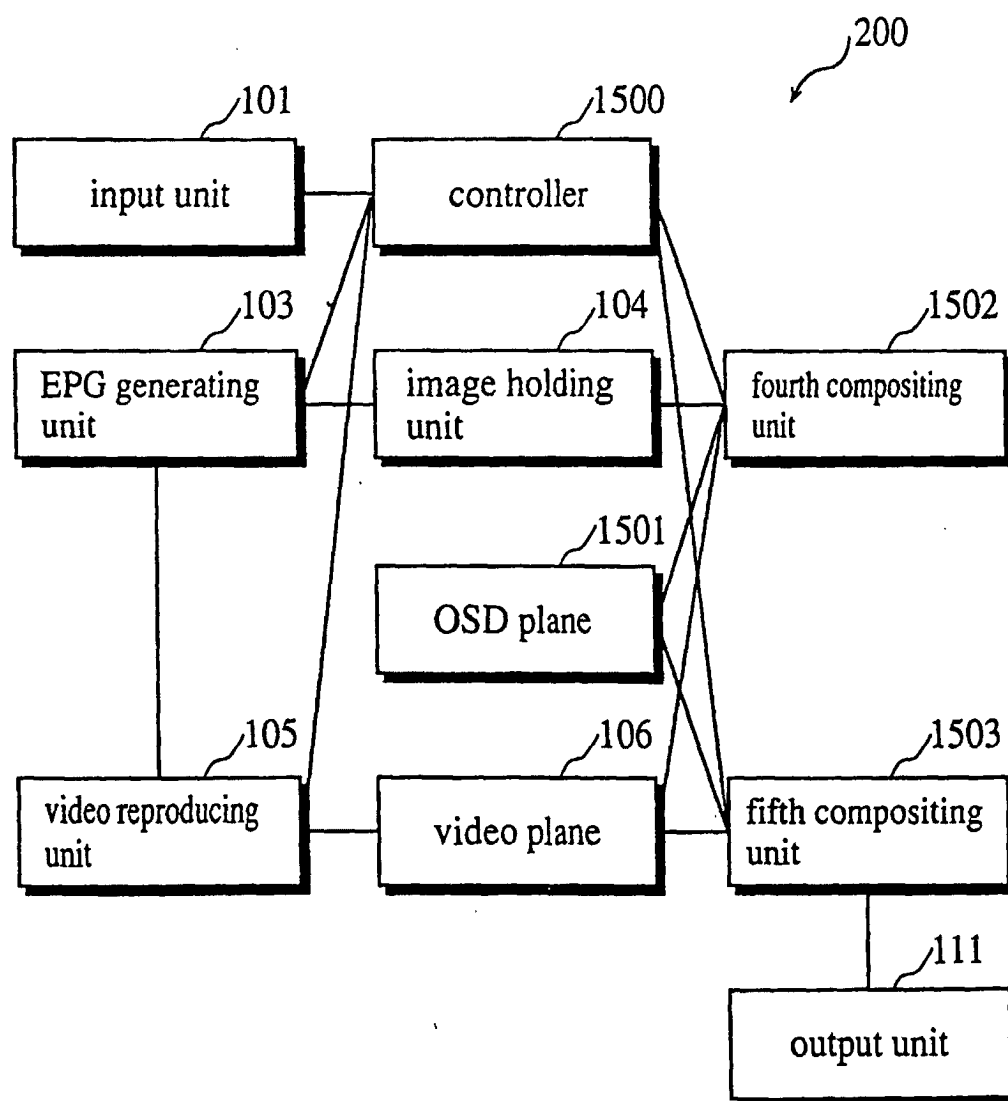 200
101
input unit
1500
controller
103
EPG generating
unit
104
image holding
unit
1502
fourth compositing
unit
1501
OSD plane
105
video reproducing
unit
106
video plane
1503
fifth compositing
unit
111
output unit